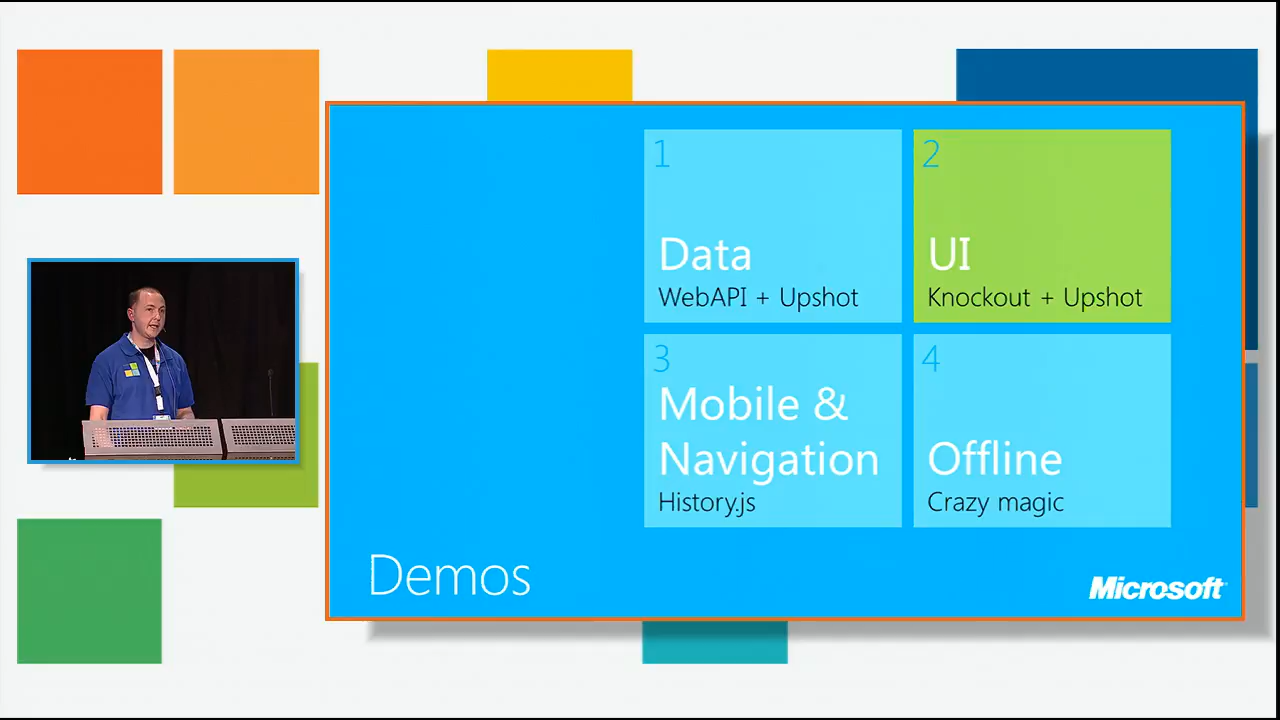 1
Data
WebAPI + Upshot
2
UI
Knockout + Upshot
3
Mobile &
Navigation
History.js
4
Offline
Crazy magic
Demos
Microsoft